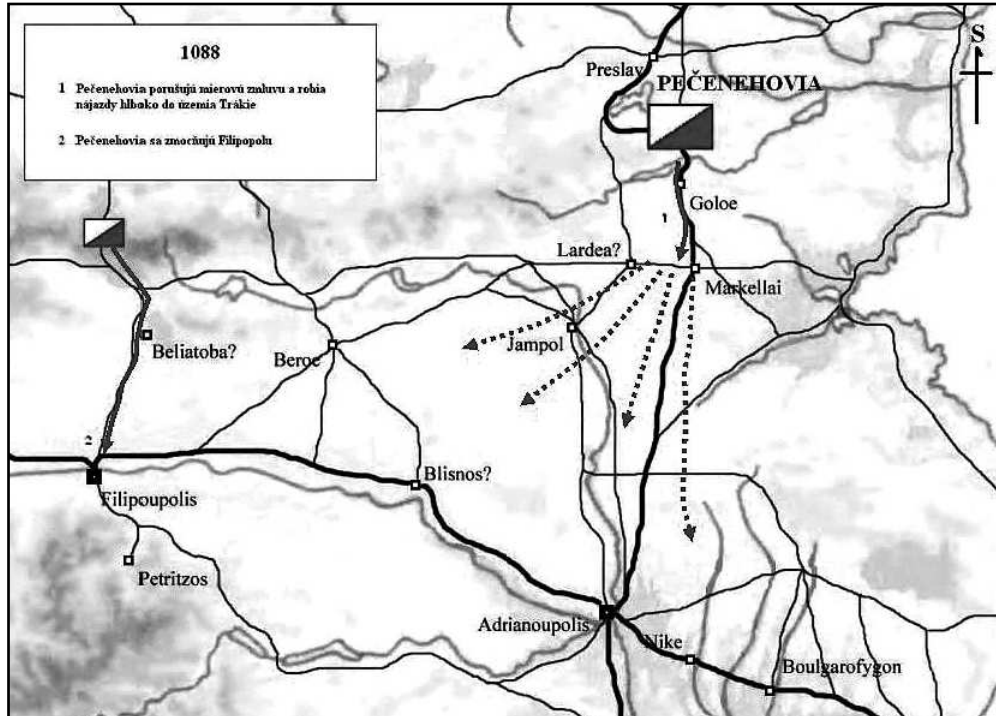 1088
1 Pečenehovia porušujú mierovú zmluvu a robia
nájazdy hlboko do územia Trákie
2 Pečenehovia sa zmocňujú Filipopolu
S
Preslav
PEČENEHOVIA
Goloe
1
Lardea?
Markellai
Jampol
Beliatoba?
Beroe
2
Filipoupolis
Blisnos?
Petritzos
Adrianoupolis
Nike
Boulgarofygon